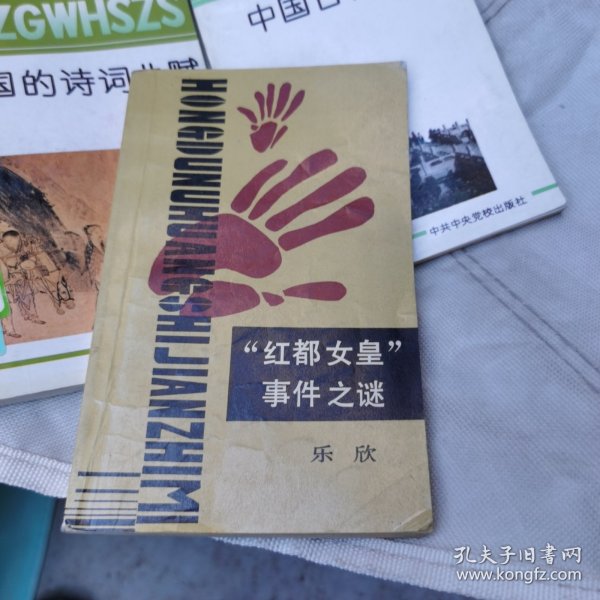 ZGWHSZS
国的诗词曲赋
中国古
中共中央党校出版社
HONGDUNUHUANGSHIJIANZHIMI
“红都女皇”
事件之谜
乐欣
孔夫子旧书网
www.kongfz.com